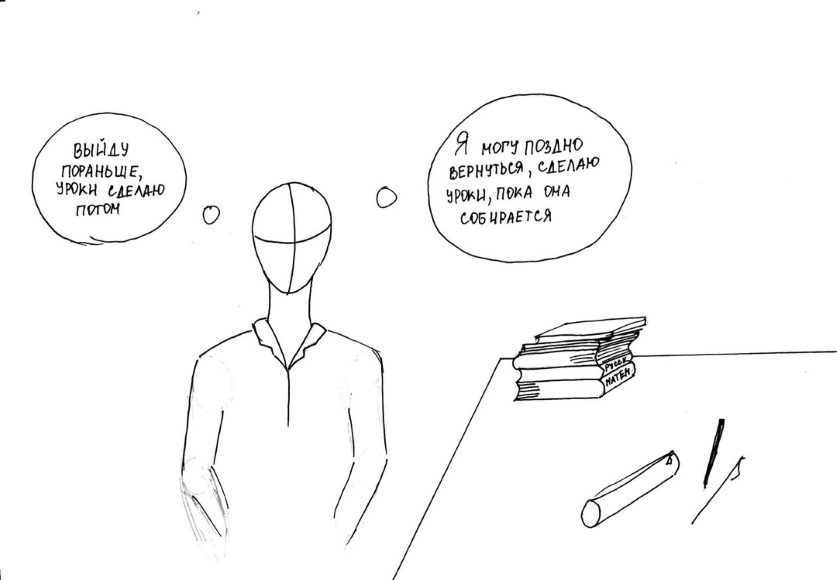 ВЫЙДУ
ПОРАНЬЩЕ,
УРОКИ СДЕЛАЮ
ПОТОМ
Я МОГУ ПОЗДНО
ВЕРНУТЬСЯ, СДЕЛАЮ
УРОКИ, ПОКА ОНА
СОБИРАЕТСЯ
РУССК
МАТЕМ